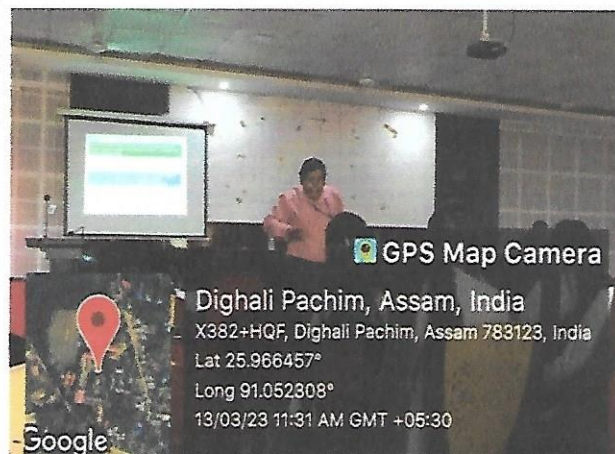 GPS Map Camera
Dighali Pachim, Assam, India
X382+HQF, Dighali Pachim, Assam 783123, India
Lat 25.966457°
Long 91.052308°
13/03/23 11:31 AM GMT +05:30
Google